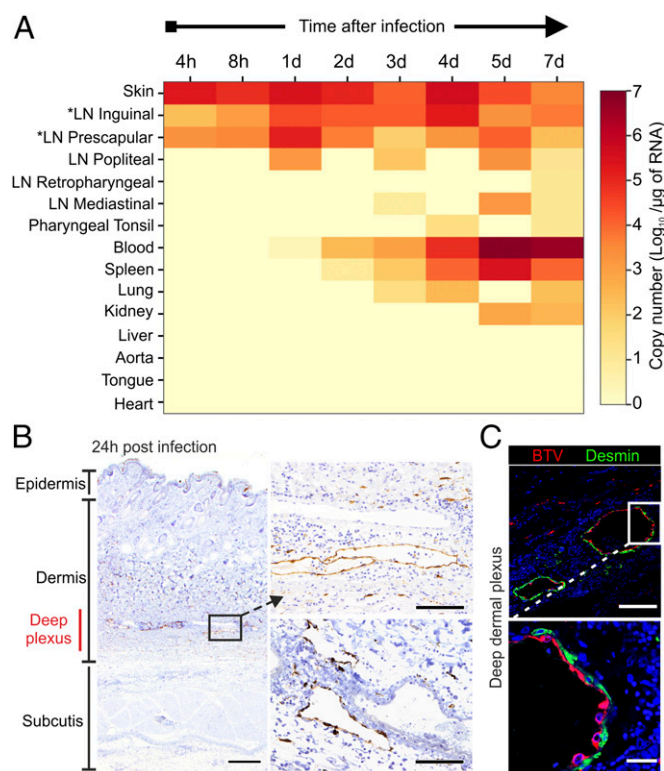 A
Time after infection
4h 8h 1d 2d 3d 4d 5d 7d
Skin
*LN Inguinal
*LN Prescapular
LN Popliteal
LN Retropharyngeal
LN Mediastinal
Pharyngeal Tonsil
Blood
Spleen
Lung
Kidney
Liver
Aorta
Tongue
Heart
7
6
5
4
3
2
1
0
Copy number (Log₁₀/µg of RNA)
B
24h post infection
Epidermis
Dermis
Deep
plexus
Subcutis
C
BTV Desmin
Deep dermal plexus